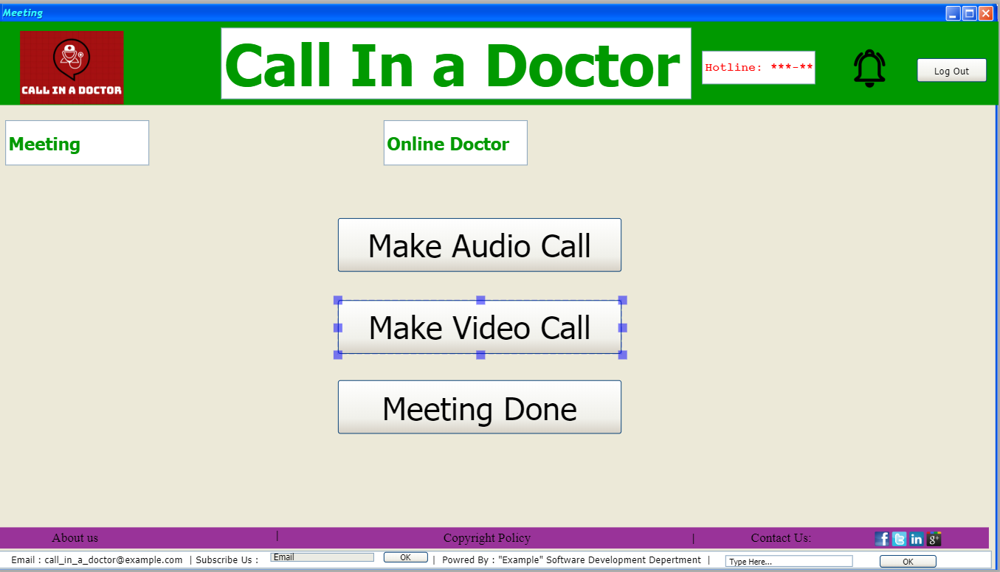 Meeting
CALL IN A DOCTOR
Call In a Doctor
Hotline: ***-**
Log Out
Meeting
Online Doctor
Make Audio Call
Make Video Call
Meeting Done
About us | Copyright Policy | Contact Us: f t in g+
Email : call_in_a_doctor@example.com | Subscribe Us : Email OK | Powred By : "Example" Software Development Depertment | Type Here... OK